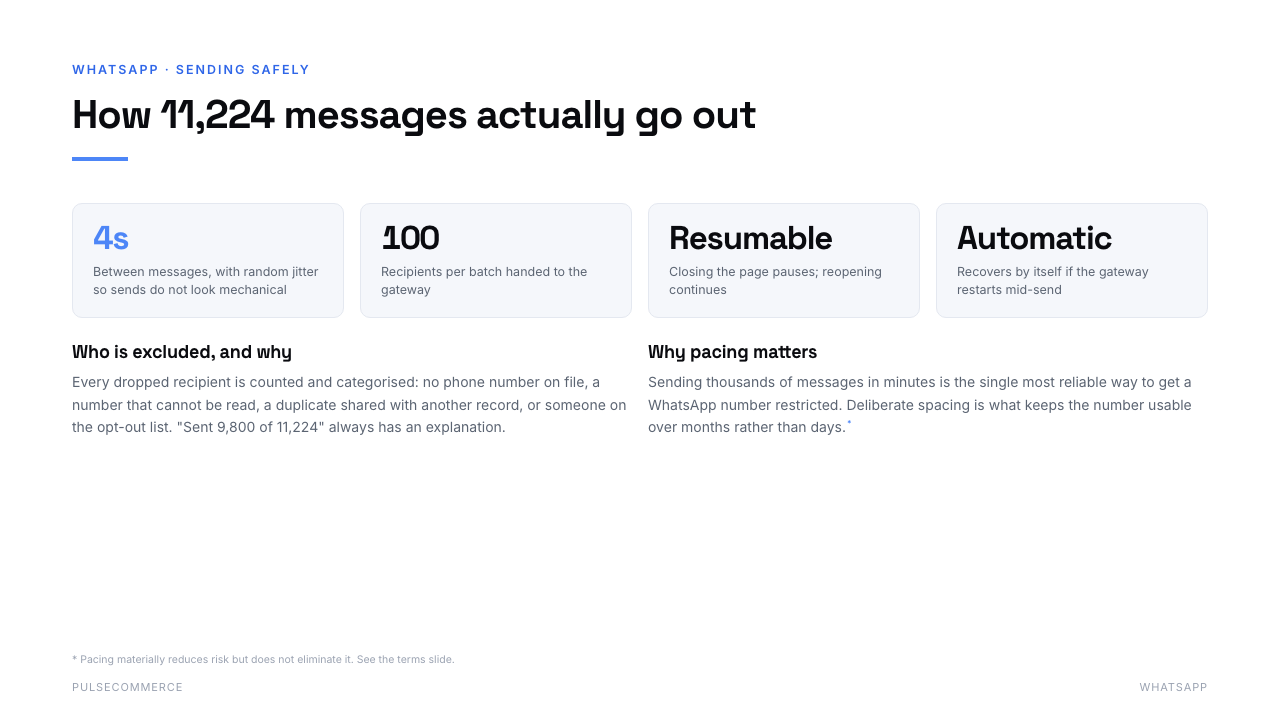 WHATSAPP · SENDING SAFELY
How 11,224 messages actually go out
4s
Between messages, with random jitter
so sends do not look mechanical
100
Recipients per batch handed to the
gateway
Resumable
Closing the page pauses; reopening
continues
Automatic
Recovers by itself if the gateway
restarts mid-send
Who is excluded, and why
Every dropped recipient is counted and categorised: no phone number on file, a
number that cannot be read, a duplicate shared with another record, or someone on
the opt-out list. "Sent 9,800 of 11,224" always has an explanation.
Why pacing matters
Sending thousands of messages in minutes is the single most reliable way to get a
WhatsApp number restricted. Deliberate spacing is what keeps the number usable
over months rather than days.*
* Pacing materially reduces risk but does not eliminate it. See the terms slide.
PULSECOMMERCE
WHATSAPP